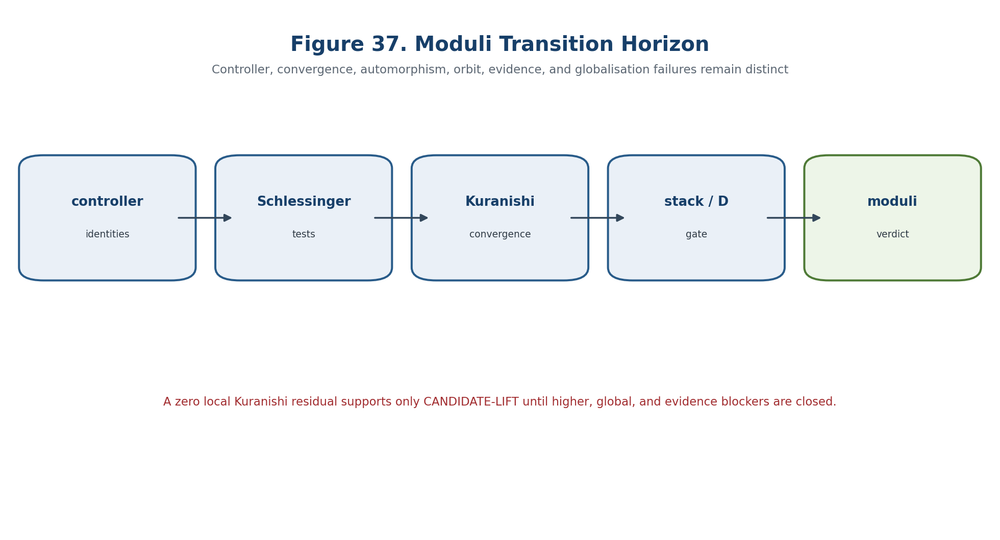 Figure 37. Moduli Transition Horizon
Controller, convergence, automorphism, orbit, evidence, and globalisation failures remain distinct
controller
identities
Schlessinger
tests
Kuranishi
convergence
stack / D
gate
moduli
verdict
A zero local Kuranishi residual supports only CANDIDATE-LIFT until higher, global, and evidence blockers are closed.